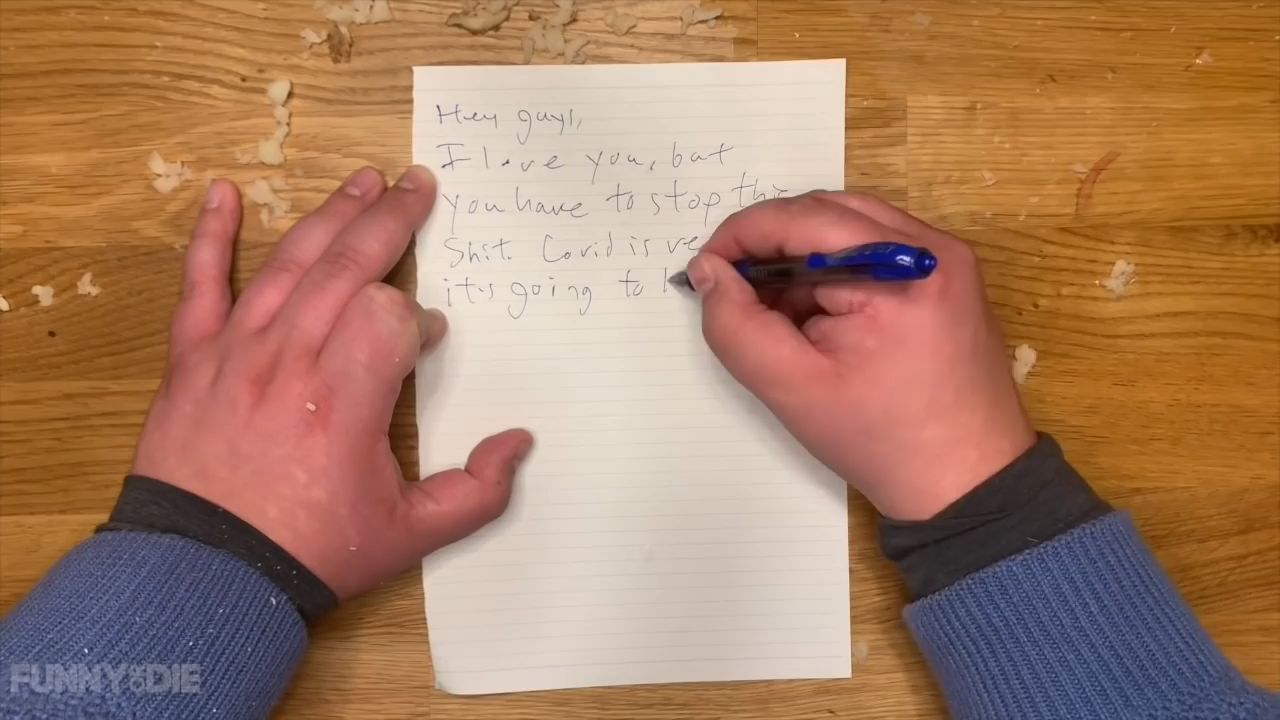 Hey guys,
I love you, but
you have to stop
Shit. Covid is
it's going to
FUNNY OR DIE